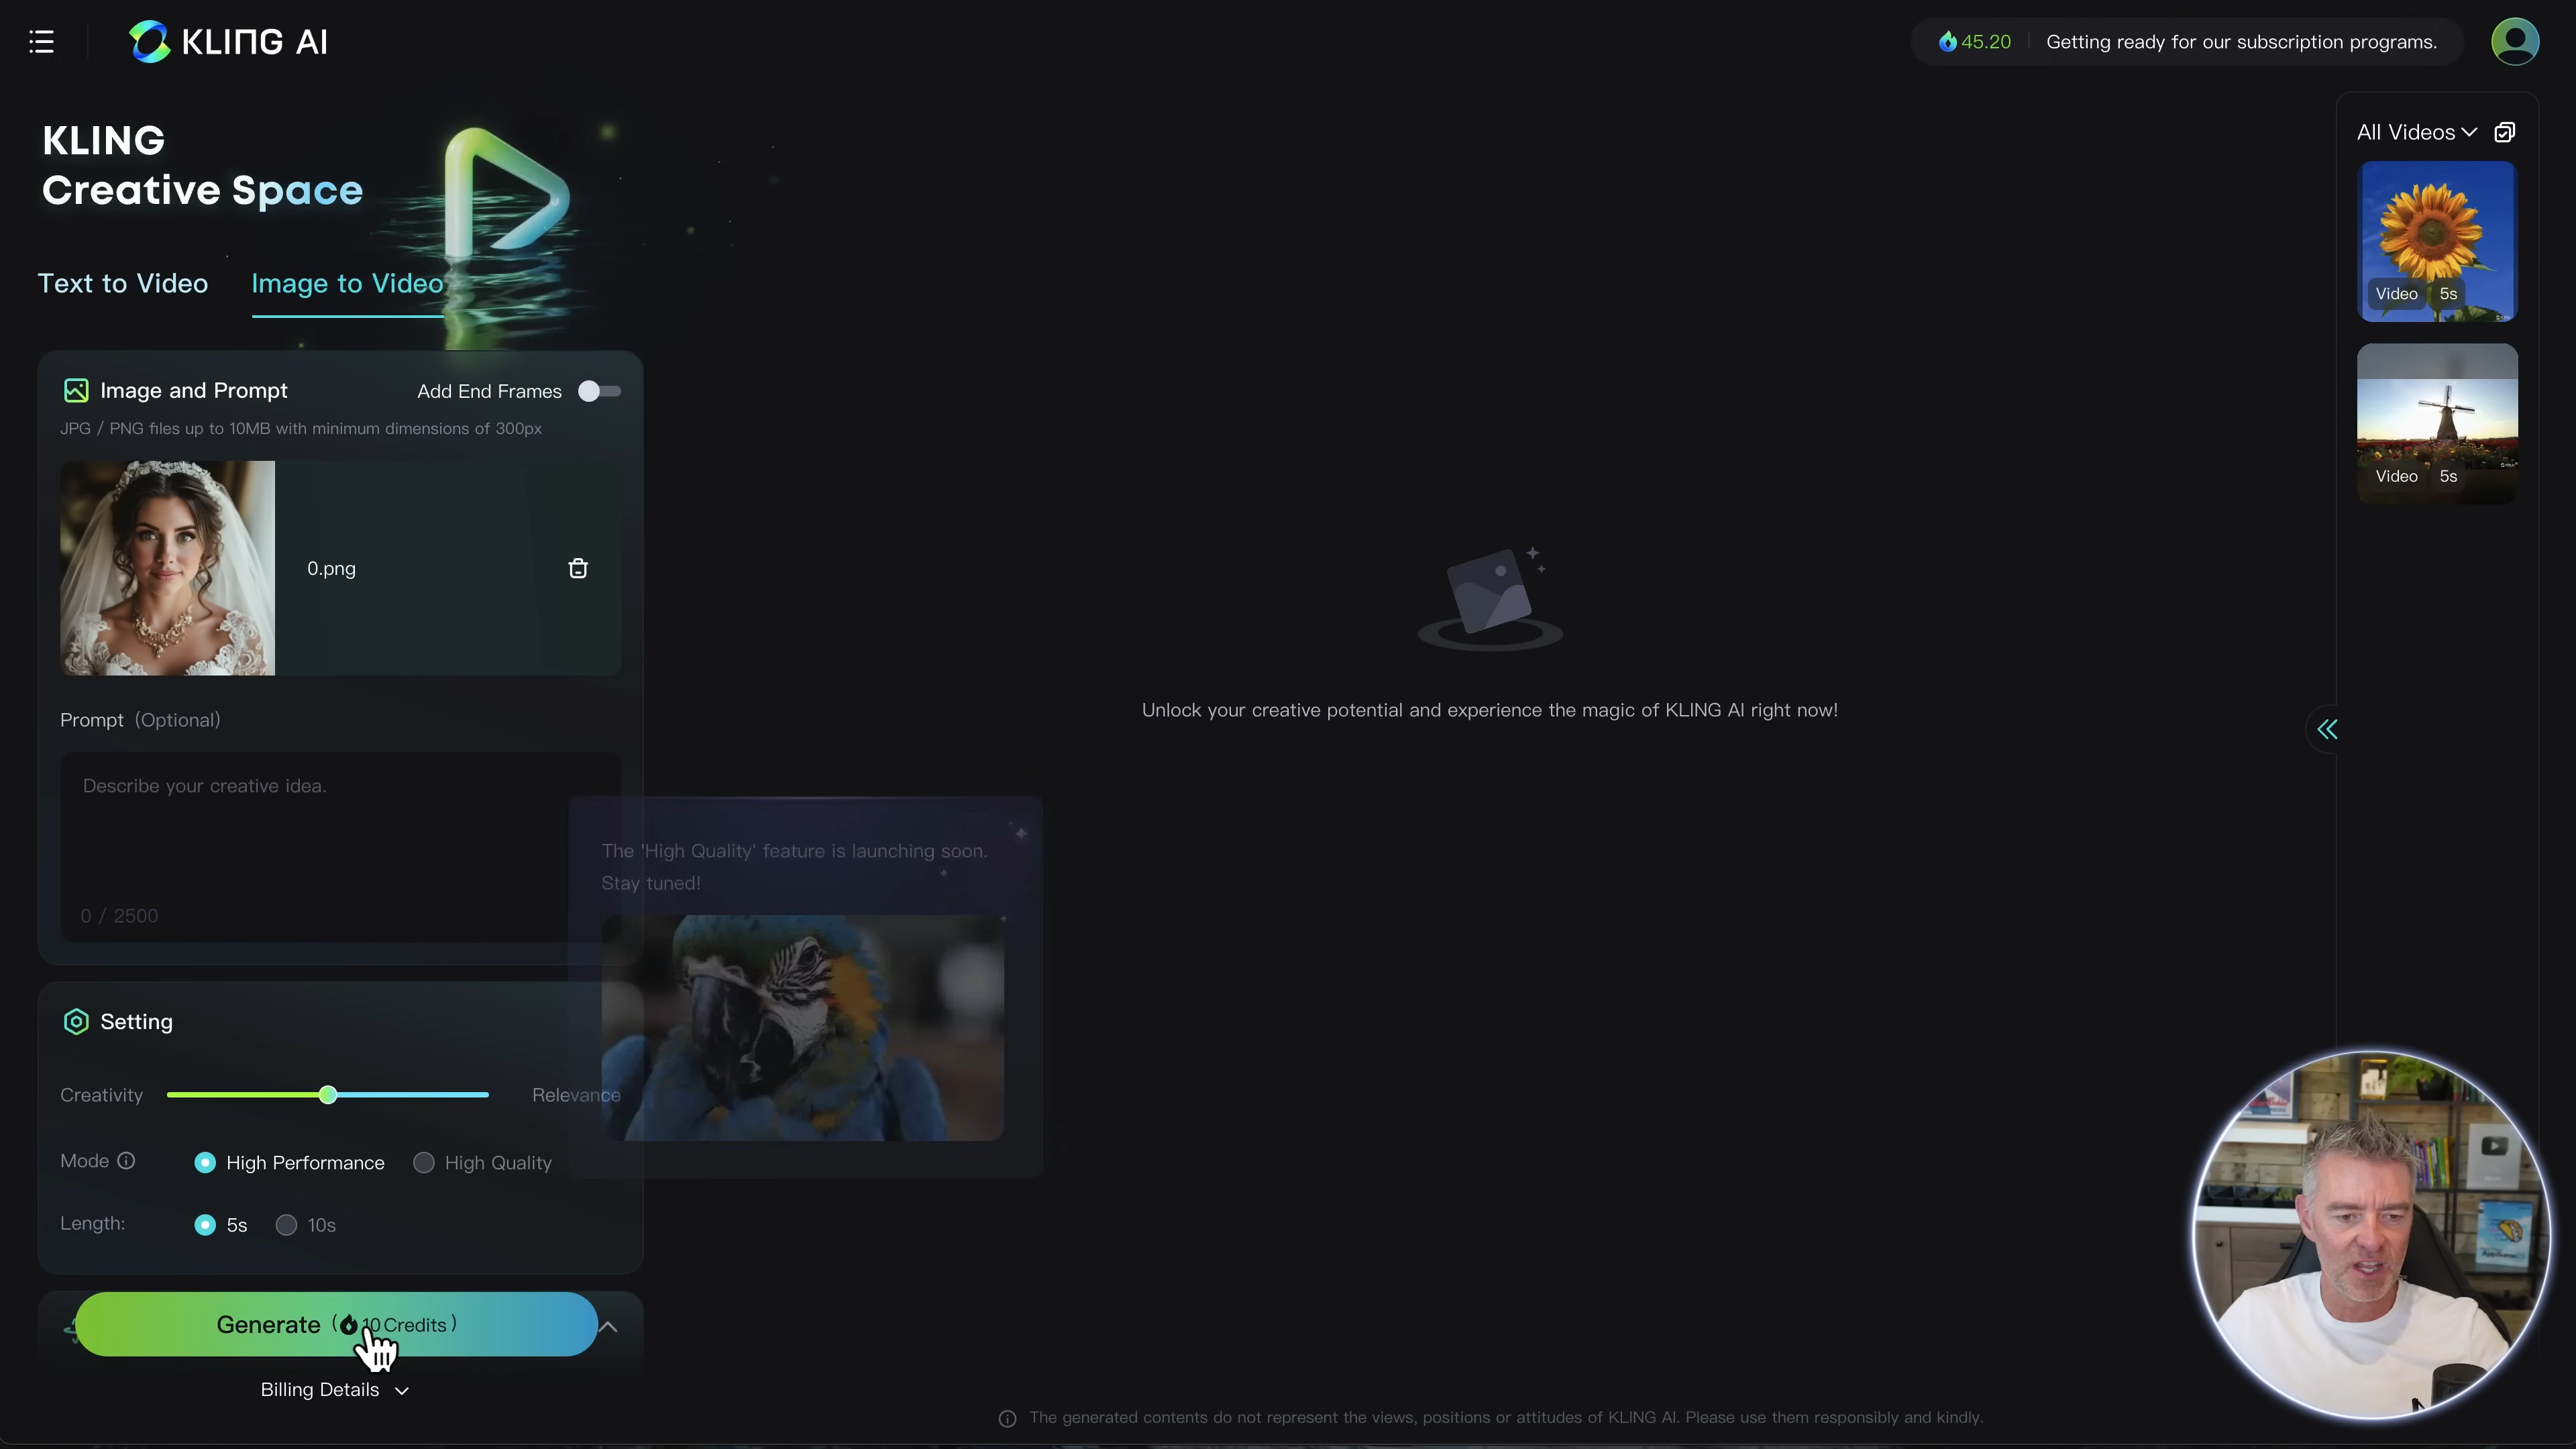 KLING AI
45.20
Getting ready for our subscription programs.
KLING
Creative Space
Text to Video
Image to Video
All Videos
Video 5s
Video 5s
Image and Prompt
Add End Frames
JPG / PNG files up to 10MB with minimum dimensions of 300px
0.png
Prompt (Optional)
Describe your creative idea.
0 / 2500
Unlock your creative potential and experience the magic of KLING AI right now!
The 'High Quality' feature is launching soon.
Stay tuned!
Setting
Creativity
Relevance
Mode
High Performance
High Quality
Length:
5s
10s
Generate ( 10 Credits )
Billing Details
The generated contents do not represent the views, positions or attitudes of KLING AI. Please use them responsibly and kindly.